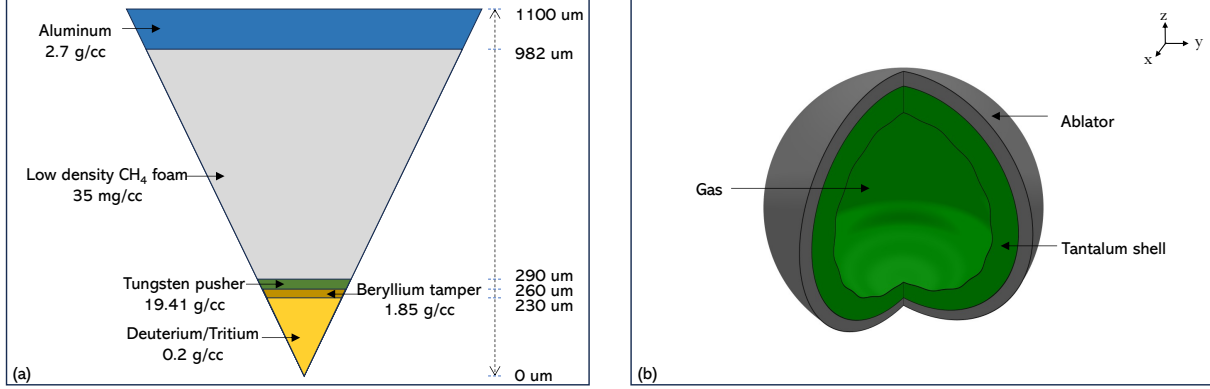 Aluminum
2.7 g/cc
1100 um
982 um
Low density CH₄ foam
35 mg/cc
Tungsten pusher
19.41 g/cc
290 um
260 um
230 um
Beryllium tamper
1.85 g/cc
Deuterium/Tritium
0.2 g/cc
0 um
(a)
z
y
x
Ablator
Gas
Tantalum shell
(b)